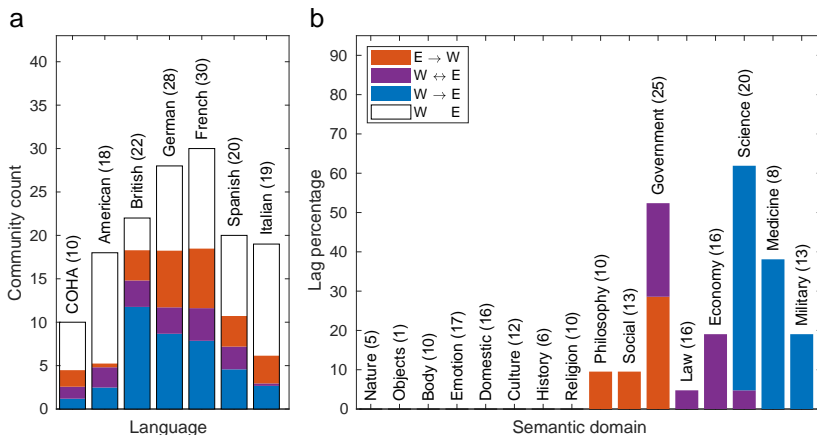 a
Community count
0
5
10
15
20
25
30
35
40
COHA (10)
American (18)
British (22)
German (28)
French (30)
Spanish (20)
Italian (19)
Language
b
Lag percentage
0
10
20
30
40
50
60
70
80
90
E → W
W ↔ E
W → E
W E
Nature (5)
Objects (1)
Body (10)
Emotion (17)
Domestic (16)
Culture (12)
History (6)
Religion (10)
Philosophy (10)
Social (13)
Government (25)
Law (16)
Economy (16)
Science (20)
Medicine (8)
Military (13)
Semantic domain